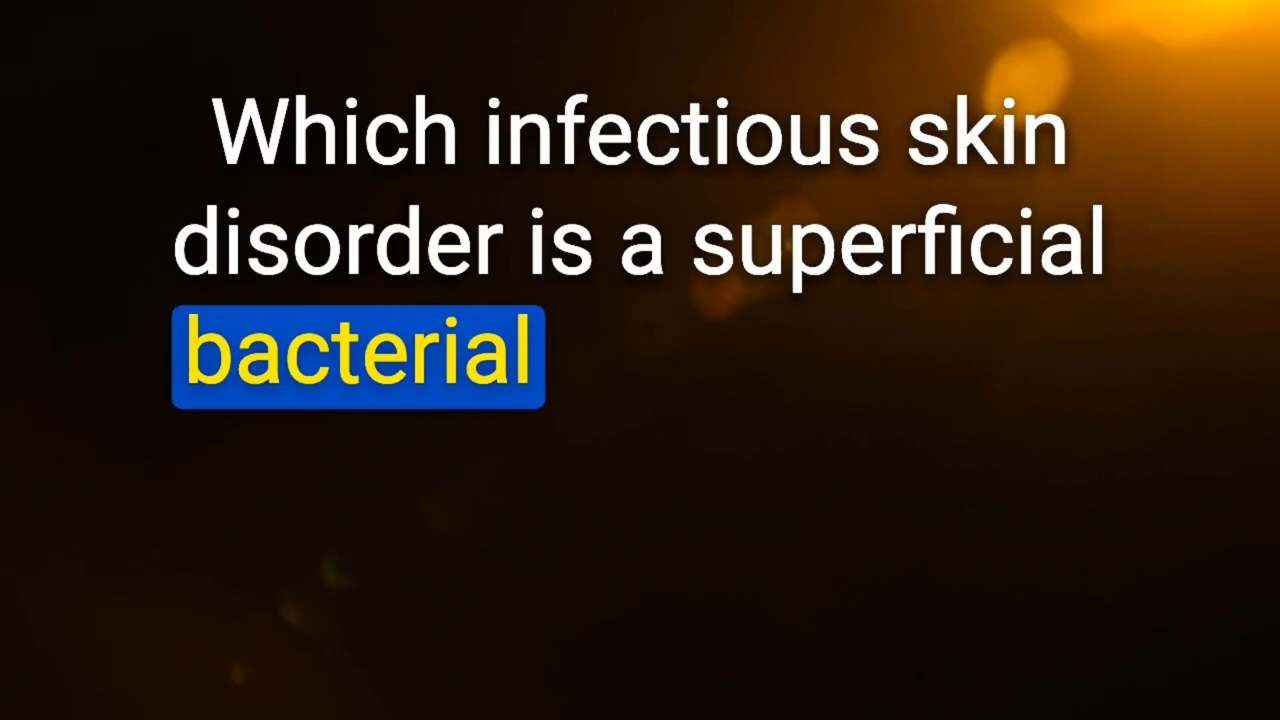 Which infectious skin
disorder is a superficial
bacterial